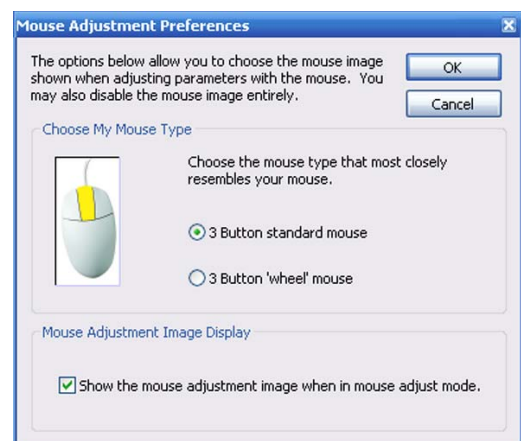 Mouse Adjustment Preferences
The options below allow you to choose the mouse image
shown when adjusting parameters with the mouse. You
may also disable the mouse image entirely.
OK
Cancel
Choose My Mouse Type
Choose the mouse type that most closely
resembles your mouse.
3 Button standard mouse
3 Button 'wheel' mouse
Mouse Adjustment Image Display
Show the mouse adjustment image when in mouse adjust mode.